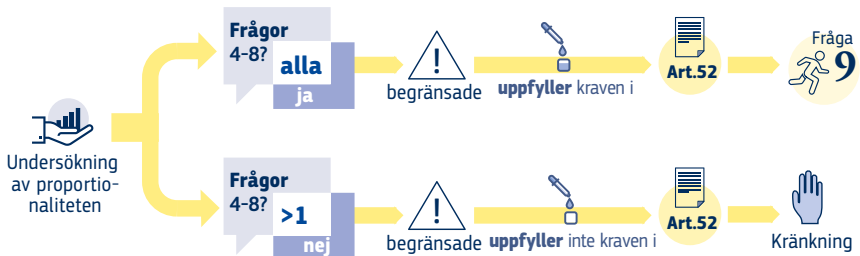 Undersökning
av proportio-
naliteten
Frågor
4-8?
alla
ja
!
begränsade
uppfyller kraven i
Art.52
Fråga
9
Frågor
4-8?
>1
nej
!
begränsade
uppfyller inte kraven i
Art.52
Kränkning